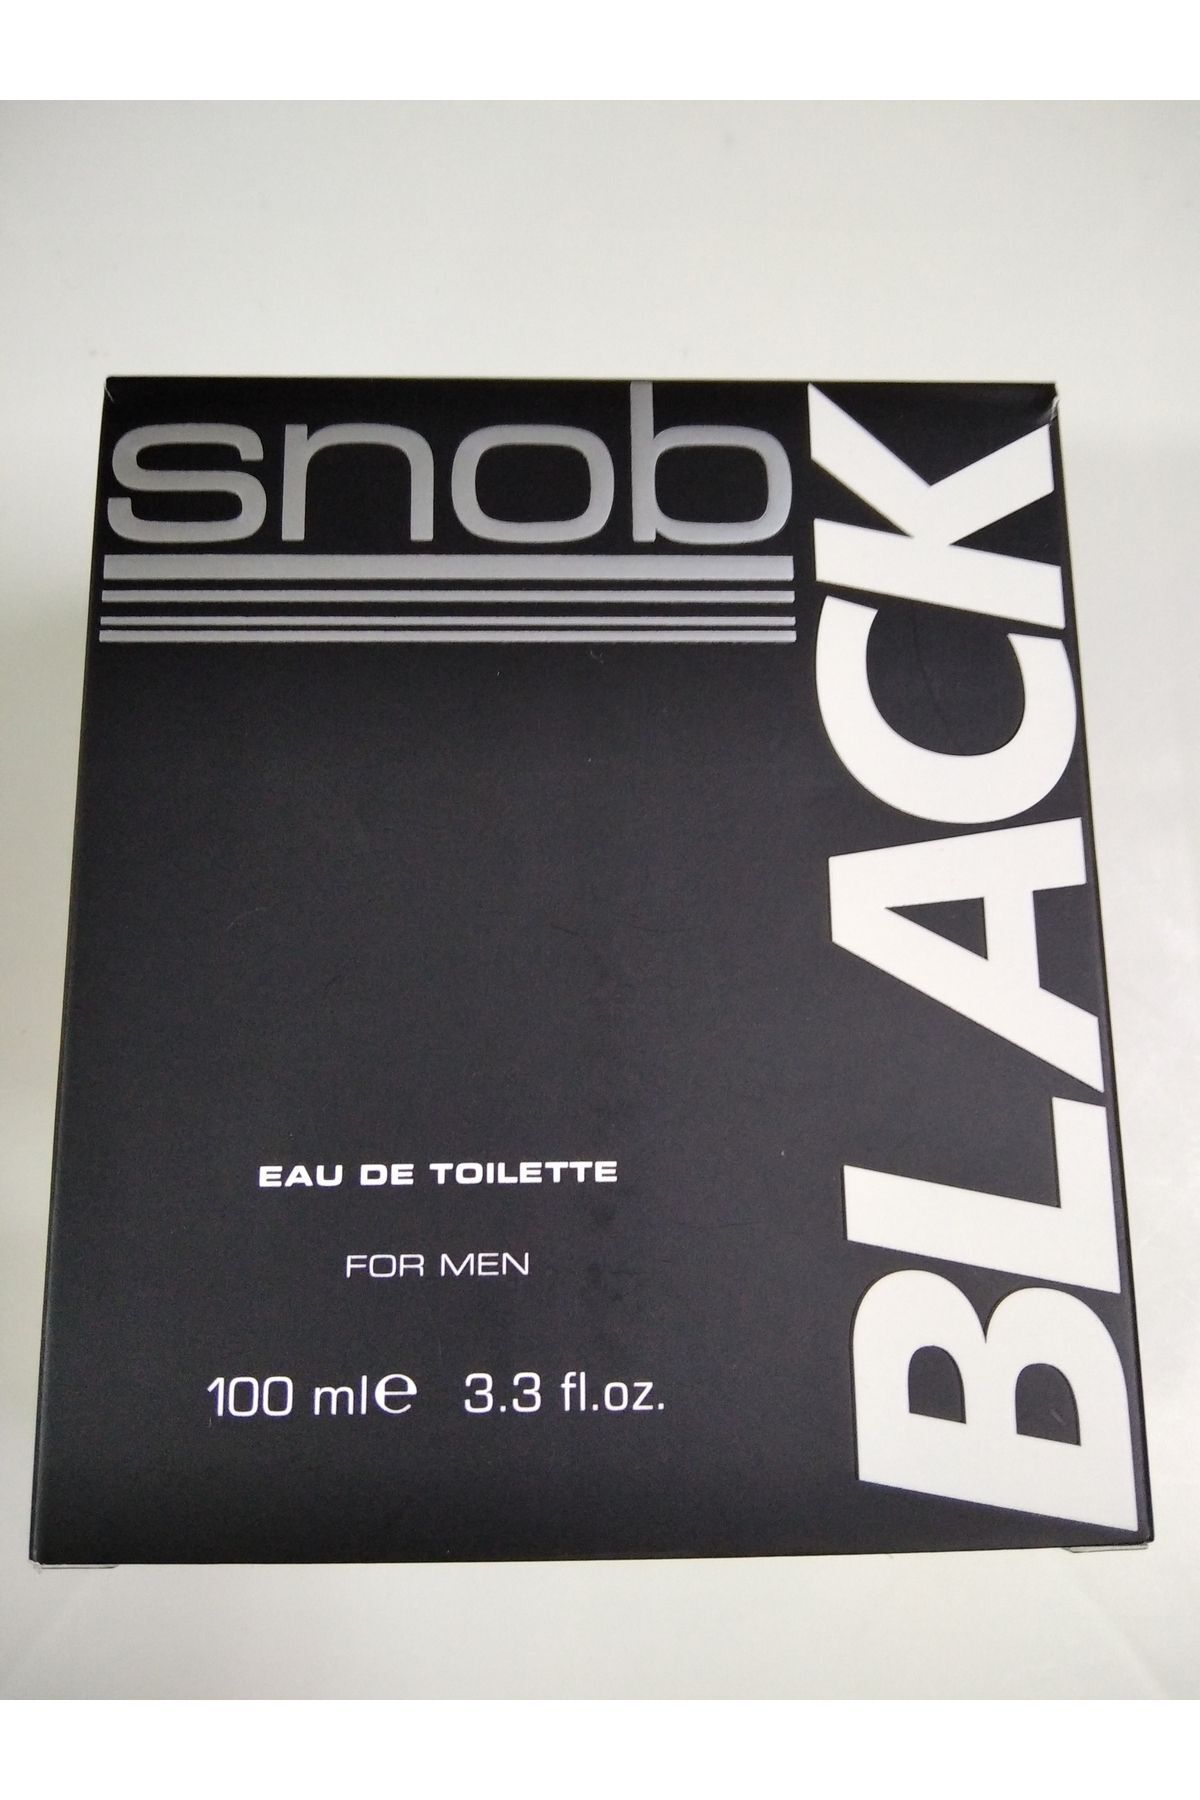 snob
BLACK
EAU DE TOILETTE
FOR MEN
100 ml℮ 3.3 fl.oz.